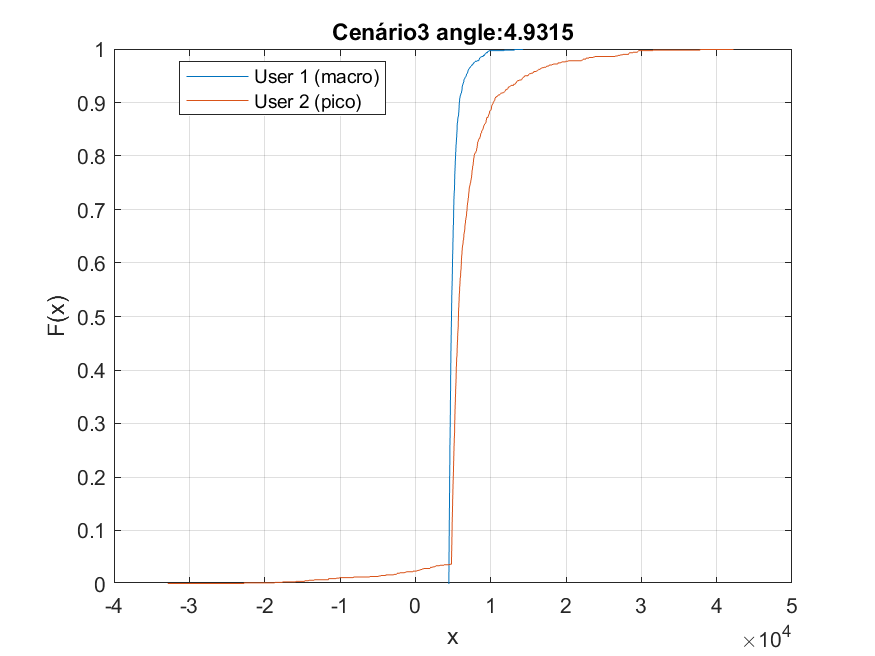 Cenário3 angle:4.9315
User 1 (macro)
User 2 (pico)
F(x)
1
0.9
0.8
0.7
0.6
0.5
0.4
0.3
0.2
0.1
0
-4 -3 -2 -1 0 1 2 3 4 5
x
×10⁴